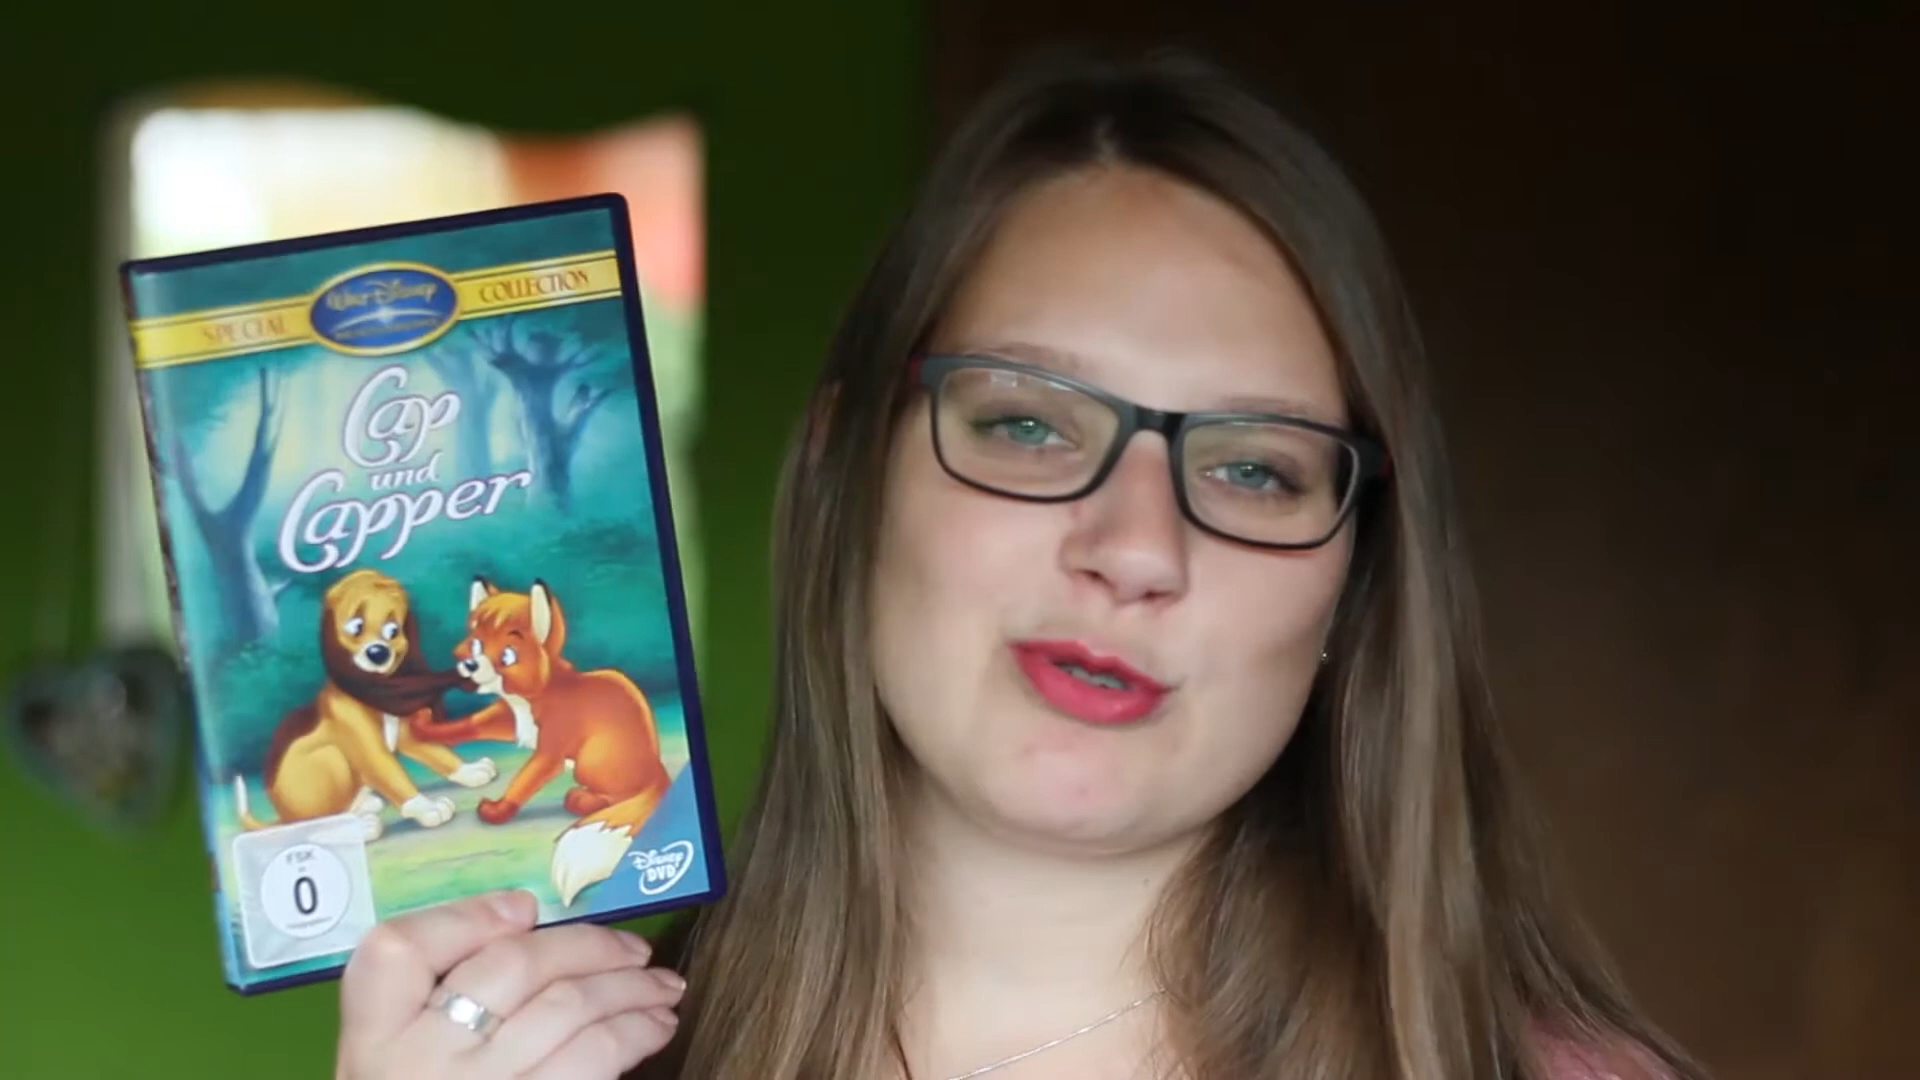 SPECIAL Walt Disney COLLECTION
Cap
und
Capper
FSK
0
Disney
DVD